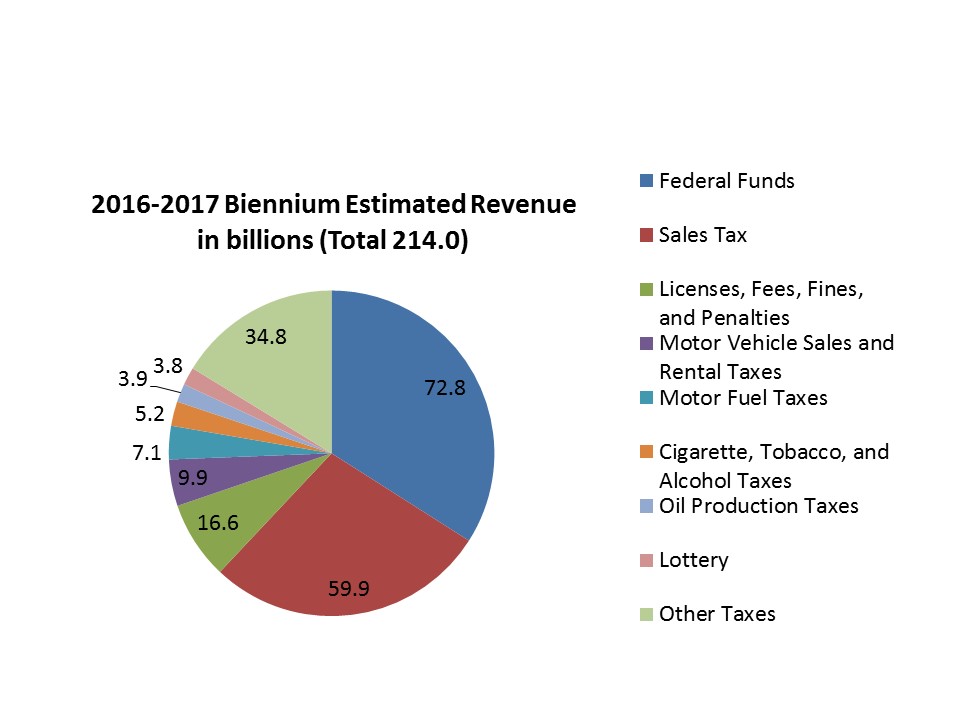 2016-2017 Biennium Estimated Revenue
in billions (Total 214.0)
34.8
3.8
3.9
5.2
7.1
9.9
16.6
59.9
72.8
Federal Funds
Sales Tax
Licenses, Fees, Fines,
and Penalties
Motor Vehicle Sales and
Rental Taxes
Motor Fuel Taxes
Cigarette, Tobacco, and
Alcohol Taxes
Oil Production Taxes
Lottery
Other Taxes